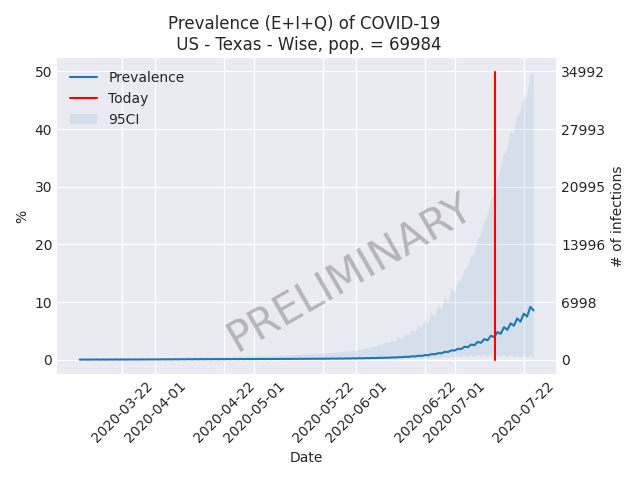 Prevalence (E+I+Q) of COVID-19
US - Texas - Wise, pop. = 69984
Prevalence
Today
95CI
50
40
30
20
10
0
%
34992
27993
20995
13996
6998
0
# of infections
PRELIMINARY
2020-03-22
2020-04-01
2020-04-22
2020-05-01
2020-05-22
2020-06-01
2020-06-22
2020-07-01
2020-07-22
Date